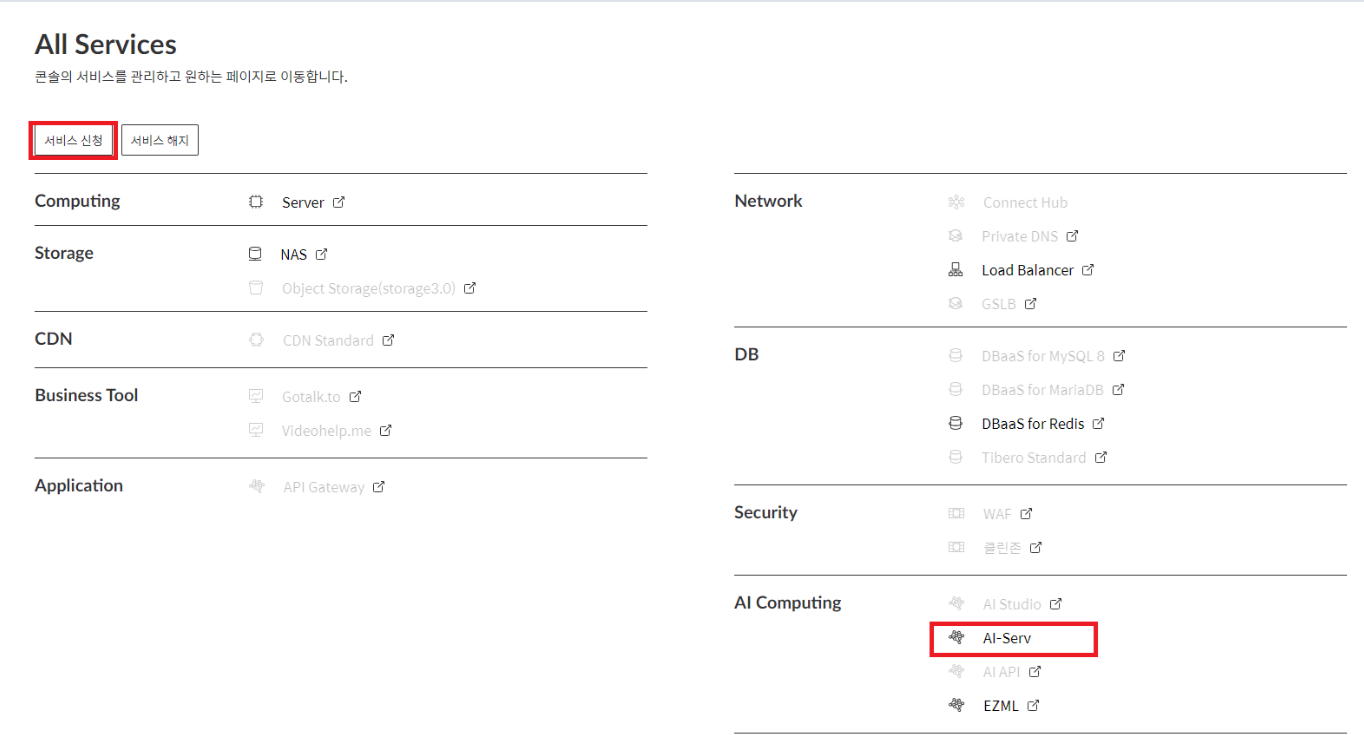 All Services
콘솔의 서비스를 관리하고 원하는 페이지로 이동합니다.
서비스 신청
서비스 해지
Computing
Server
Storage
NAS
Object Storage(storage3.0)
CDN
CDN Standard
Business Tool
Gotalk.to
Videohelp.me
Application
API Gateway
Network
Connect Hub
Private DNS
Load Balancer
GSLB
DB
DBaaS for MySQL 8
DBaaS for MariaDB
DBaaS for Redis
Tibero Standard
Security
WAF
클린존
AI Computing
AI Studio
AI-Serv
AI API
EZML